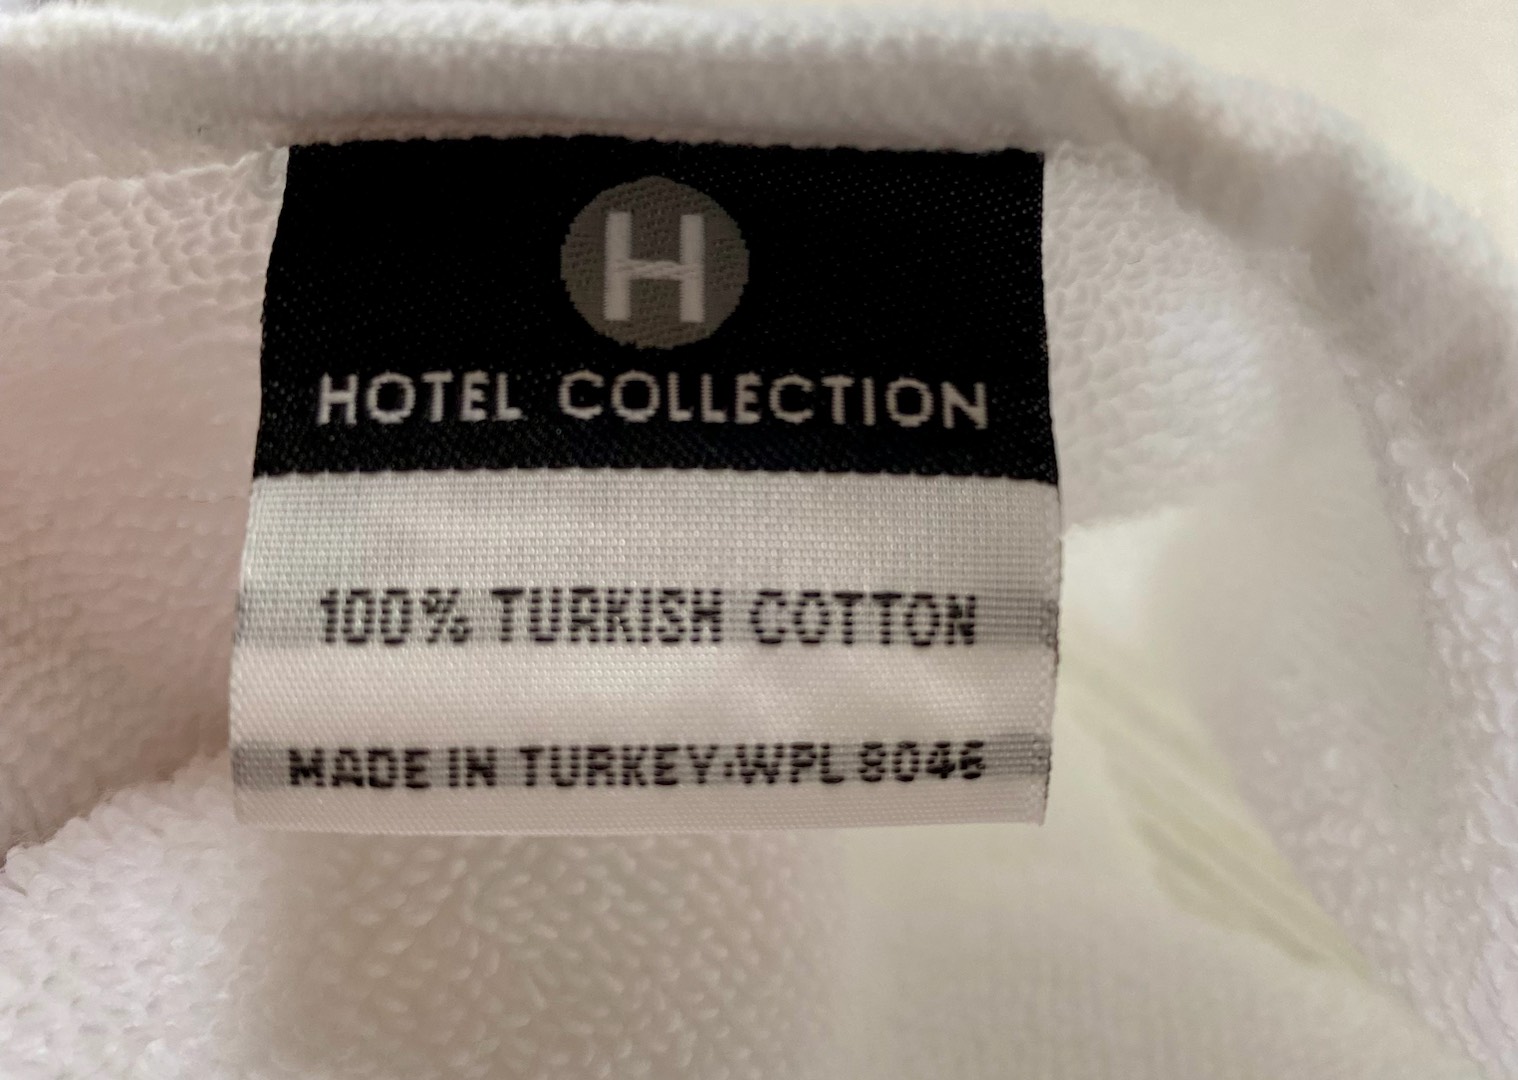 H
HOTEL COLLECTION
100% TURKISH COTTON
MADE IN TURKEY·WPL 8046